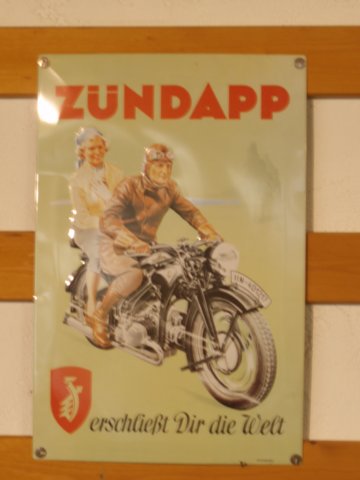 ZÜNDAPP
erschließt Dir die Welt